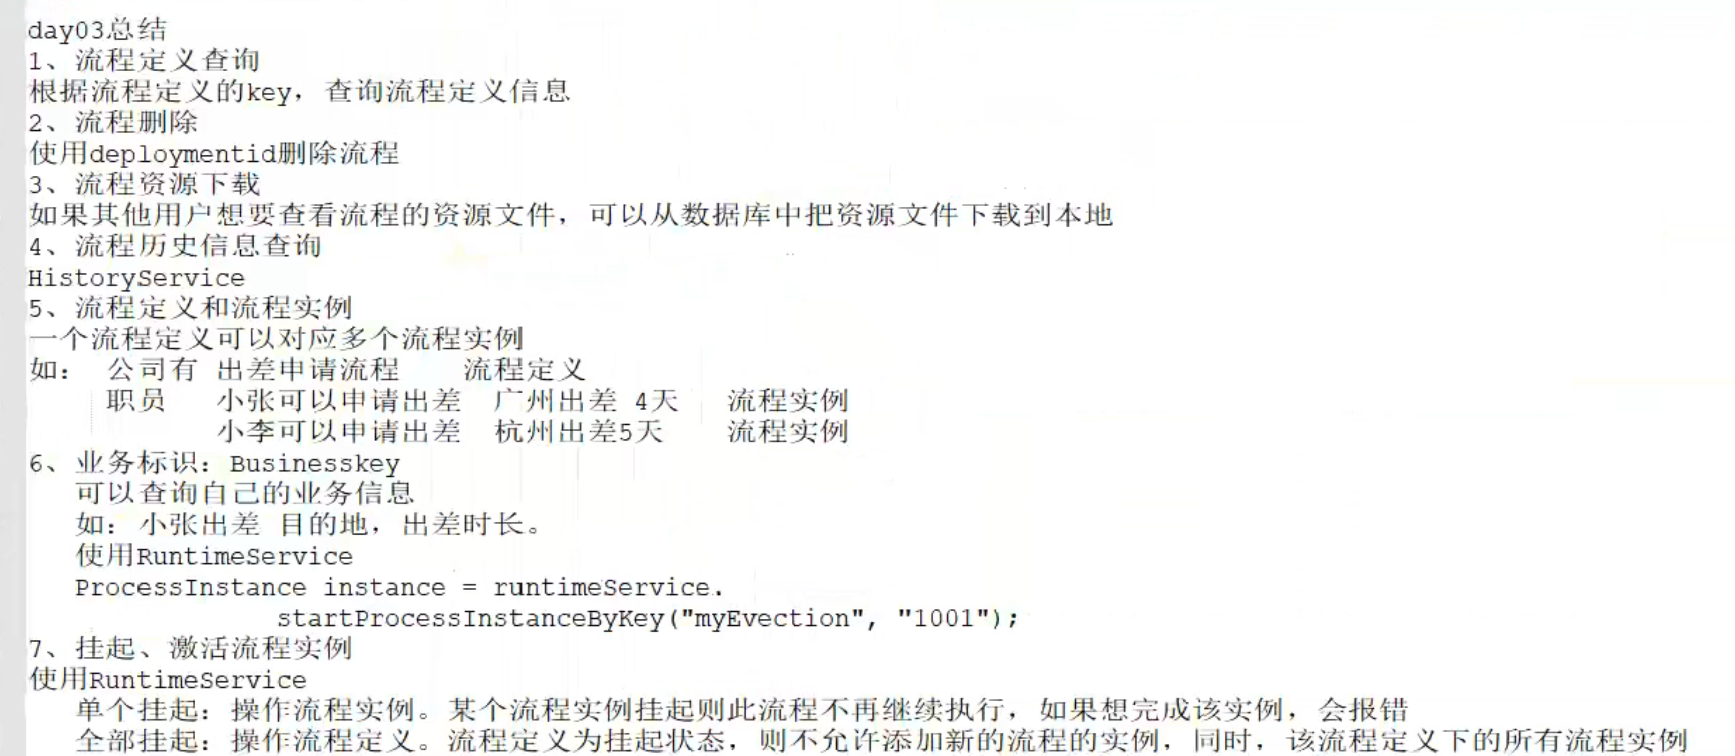 day03总结
1、流程定义查询
根据流程定义的key，查询流程定义信息
2、流程删除
使用deploymentid删除流程
3、流程资源下载
如果其他用户想要查看流程的资源文件，可以从数据库中把资源文件下载到本地
4、流程历史信息查询
HistoryService
5、流程定义和流程实例
一个流程定义可以对应多个流程实例
如： 公司有 出差申请流程 流程定义
职员 小张可以申请出差 广州出差 4天 流程实例
小李可以申请出差 杭州出差5天 流程实例
6、业务标识：Businesskey
可以查询自己的业务信息
如：小张出差 目的地，出差时长。
使用RuntimeService
ProcessInstance instance = runtimeService.
startProcessInstanceByKey("myEvection", "1001");
7、挂起、激活流程实例
使用RuntimeService
单个挂起：操作流程实例。某个流程实例挂起则此流程不再继续执行，如果想完成该实例，会报错
全部挂起：操作流程定义。流程定义为挂起状态，则不允许添加新的流程的实例，同时，该流程定义下的所有流程实例